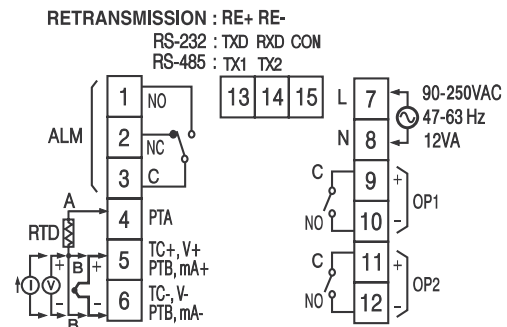 RETRANSMISSION : RE+ RE-
RS-232 : TXD RXD CON
RS-485 : TX1 TX2
13 14 15
ALM
1 NO
2 NC
3 C
A
RTD
4 PTA
5 TC+, V+
PTB, mA+
6 TC-, V-
PTB, mA-
+ + B +
I V
- - -
B
L 7 90-250VAC
47-63 Hz
N 8 12VA
C 9 +
OP1
NO 10 -
C 11 +
OP2
NO 12 -